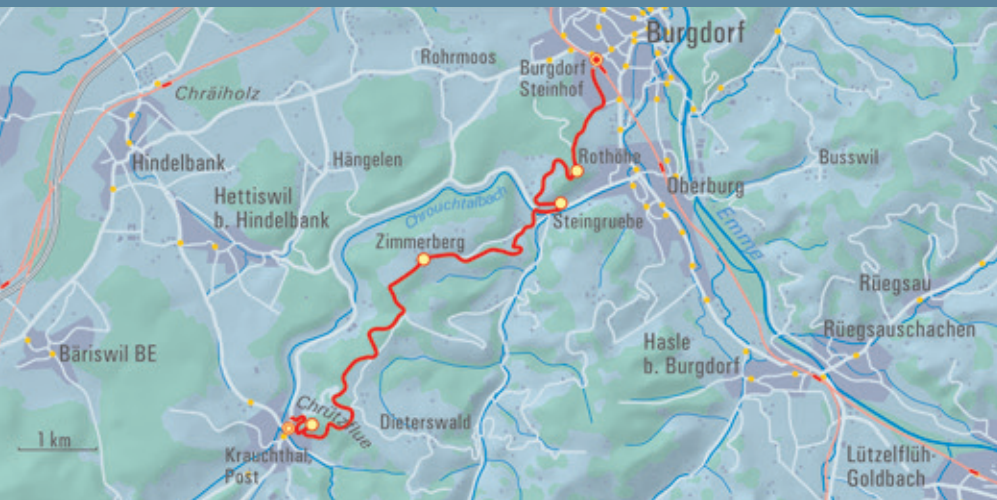 Burgdorf
Rohrmoos
Burgdorf
Steinhof
Chräiholz
Hindelbank
Hängelen
Rothöhe
Busswil
Oberburg
Hettiswil
b. Hindelbank
Chrouchtalbach
Steingruebe
Emme
Zimmerberg
Rüegsau
Rüegsauschachen
Hasle
b. Burgdorf
Bäriswil BE
Chrützflue
Dieterswald
1 km
Krauchthal,
Post
Lützelflüh-
Goldbach